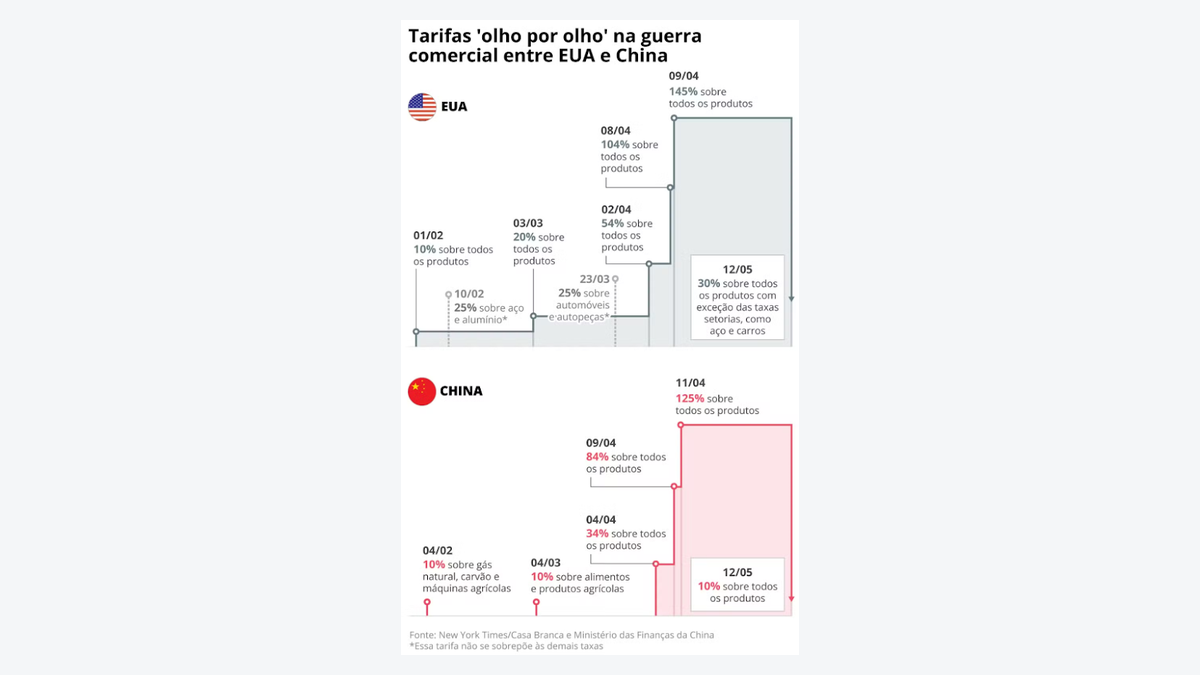 Tarifas 'olho por olho' na guerra
comercial entre EUA e China
EUA
09/04
145% sobre
todos os produtos
08/04
104% sobre
todos os
produtos
02/04
54% sobre
todos os
produtos
03/03
20% sobre
todos os
produtos
01/02
10% sobre todos
os produtos
10/02
25% sobre aço
e alumínio*
23/03
25% sobre
automóveis
e autopeças*
12/05
30% sobre todos
os produtos com
exceção das taxas
setorias, como
aço e carros
CHINA
11/04
125% sobre
todos os produtos
09/04
84% sobre todos
os produtos
04/04
34% sobre todos
os produtos
04/02
10% sobre gás
natural, carvão e
máquinas agrícolas
04/03
10% sobre alimentos
e produtos agrícolas
12/05
10% sobre todos
os produtos
Fonte: New York Times/Casa Branca e Ministério das Finanças da China
*Essa tarifa não se sobrepõe às demais taxas